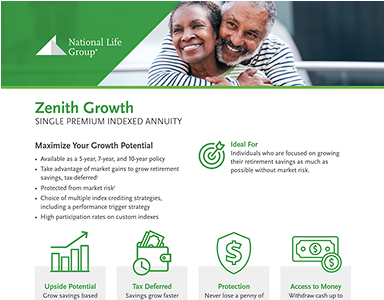 National Life
Group®
Zenith Growth
SINGLE PREMIUM INDEXED ANNUITY
Maximize Your Growth Potential
• Available as a 5-year, 7-year, and 10-year policy
• Take advantage of market gains to grow retirement
savings, tax-deferred¹
• Protected from market risk²
• Choice of multiple index crediting strategies,
including a performance trigger strategy
• High participation rates on custom indexes
Ideal For
Individuals who are focused on growing
their retirement savings as much as
possible without market risk.
Upside Potential
Grow savings based
Tax Deferred
Savings grow faster
Protection
Never lose a penny of
Access to Money
Withdraw cash up to